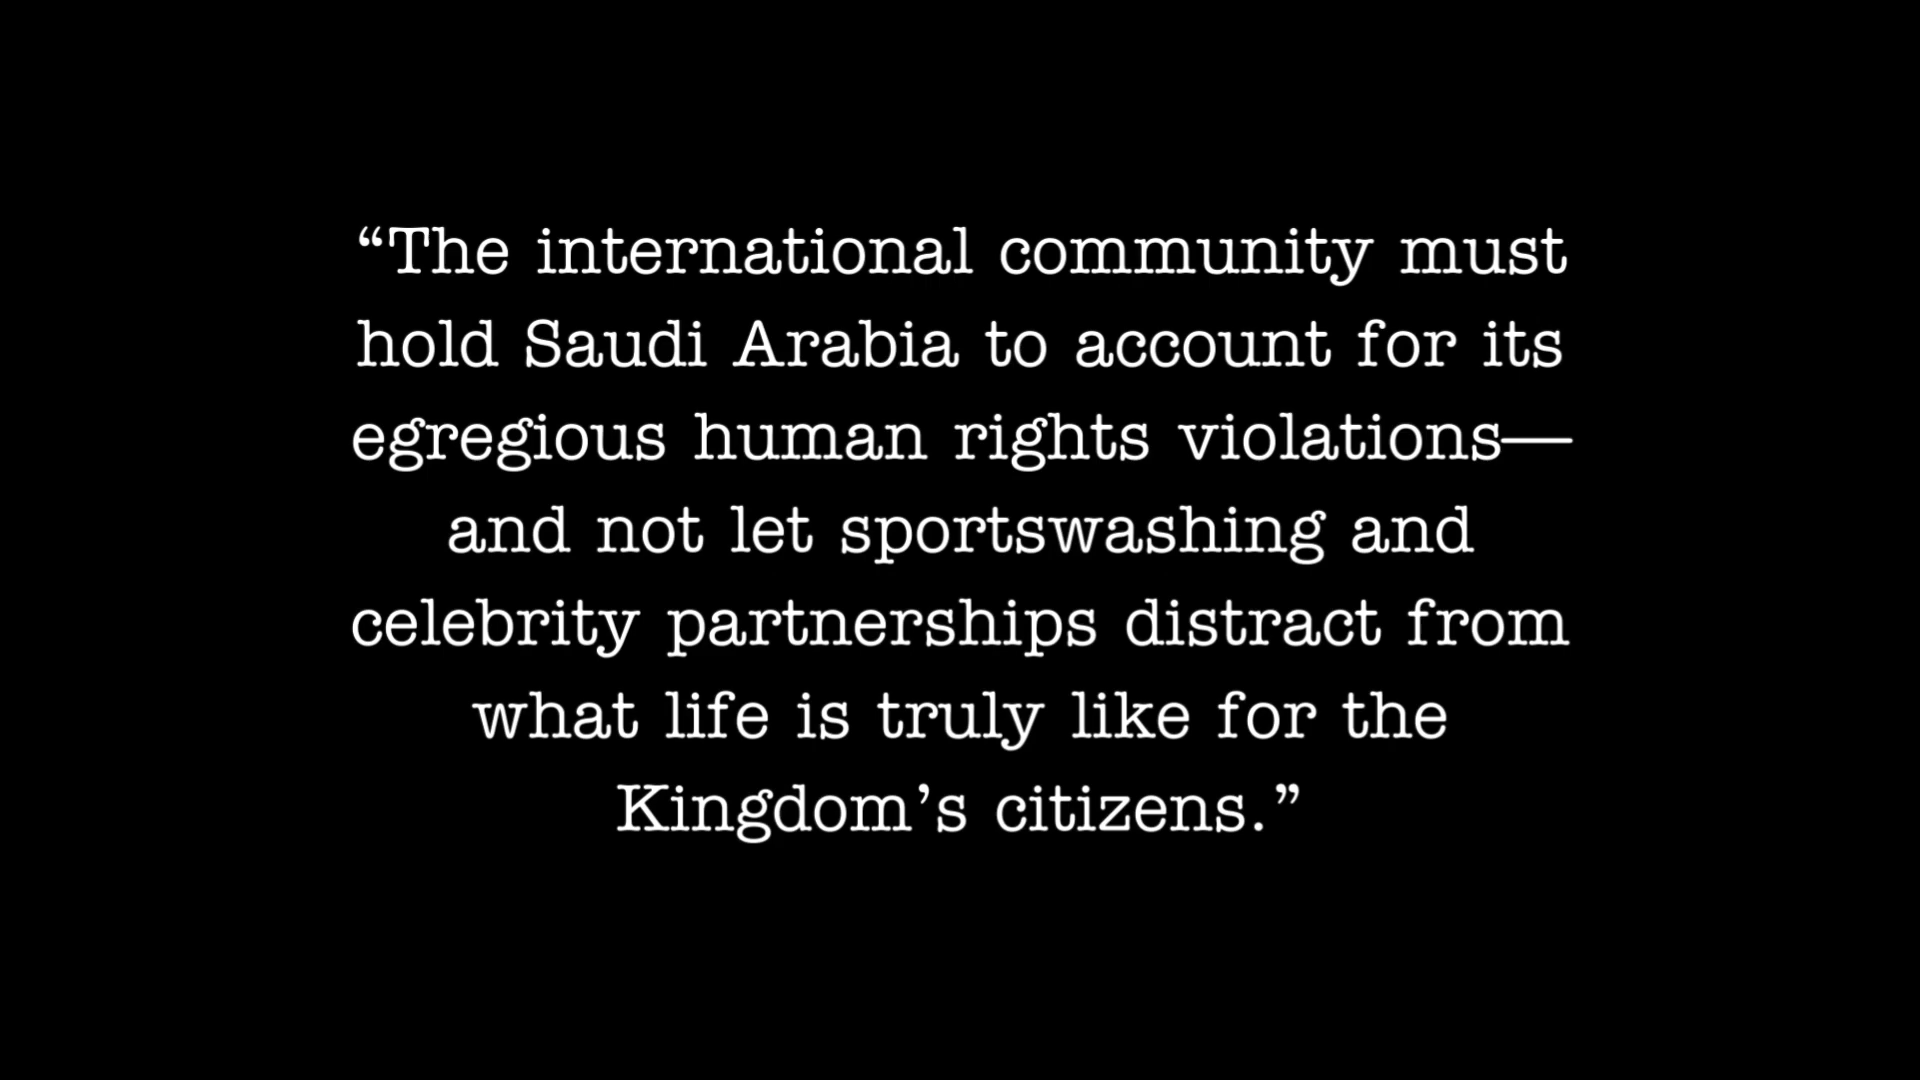 “The international community must
hold Saudi Arabia to account for its
egregious human rights violations—
and not let sportswashing and
celebrity partnerships distract from
what life is truly like for the
Kingdom’s citizens.”